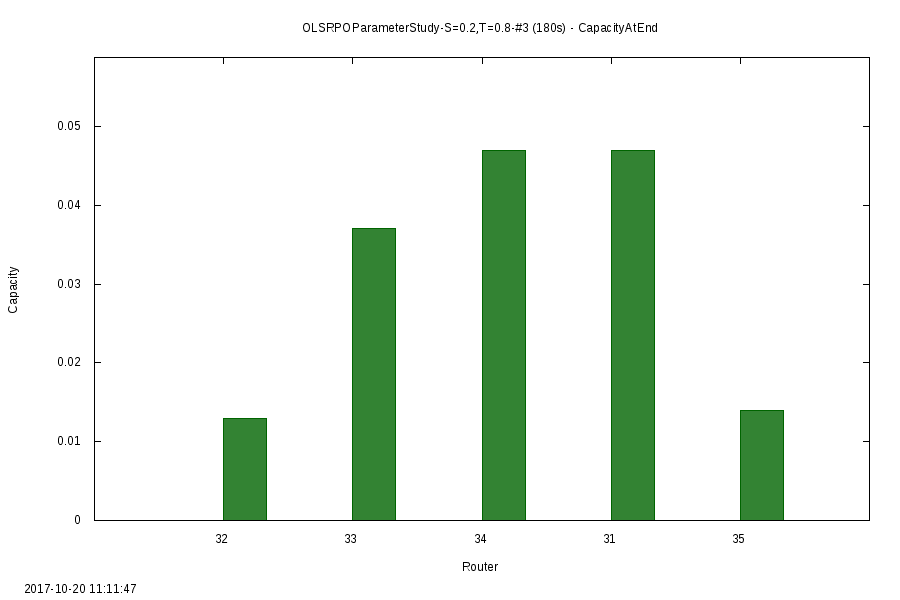 OLSRPOParameterStudy-S=0.2,T=0.8-#3 (180s) - CapacityAtEnd
0.05
0.04
0.03
0.02
0.01
0
Capacity
32 33 34 31 35
Router
2017-10-20 11:11:47